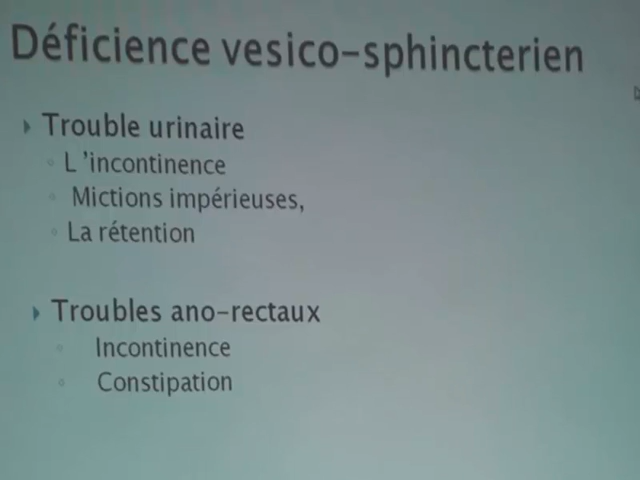 Déficience vesico-sphincterien
Trouble urinaire
L 'incontinence
Mictions impérieuses,
La rétention
Troubles ano-rectaux
Incontinence
Constipation